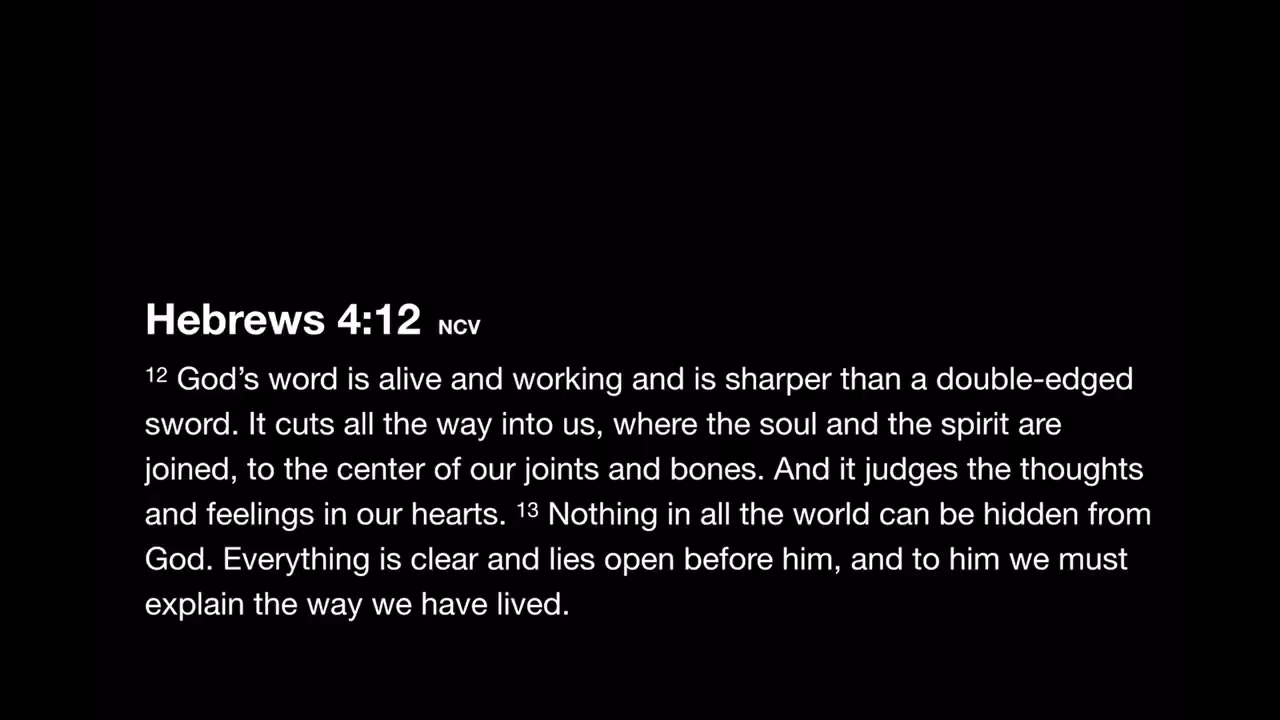 Hebrews 4:12 NCV
12 God’s word is alive and working and is sharper than a double-edged
sword. It cuts all the way into us, where the soul and the spirit are
joined, to the center of our joints and bones. And it judges the thoughts
and feelings in our hearts. 13 Nothing in all the world can be hidden from
God. Everything is clear and lies open before him, and to him we must
explain the way we have lived.